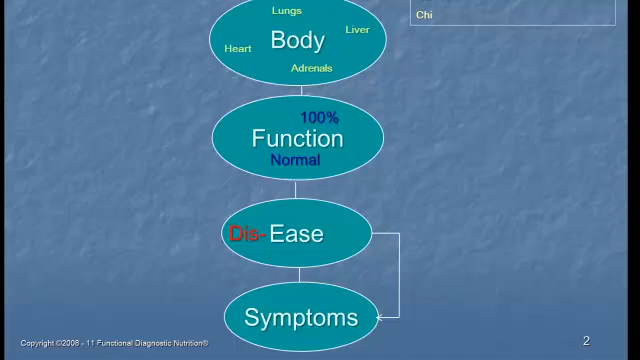 Lungs
Chi
Liver
Body
Heart
Adrenals
100%
Function
Normal
Dis-Ease
Symptoms
Copyright ©2008 - 11 Functional Diagnostic Nutrition®
2